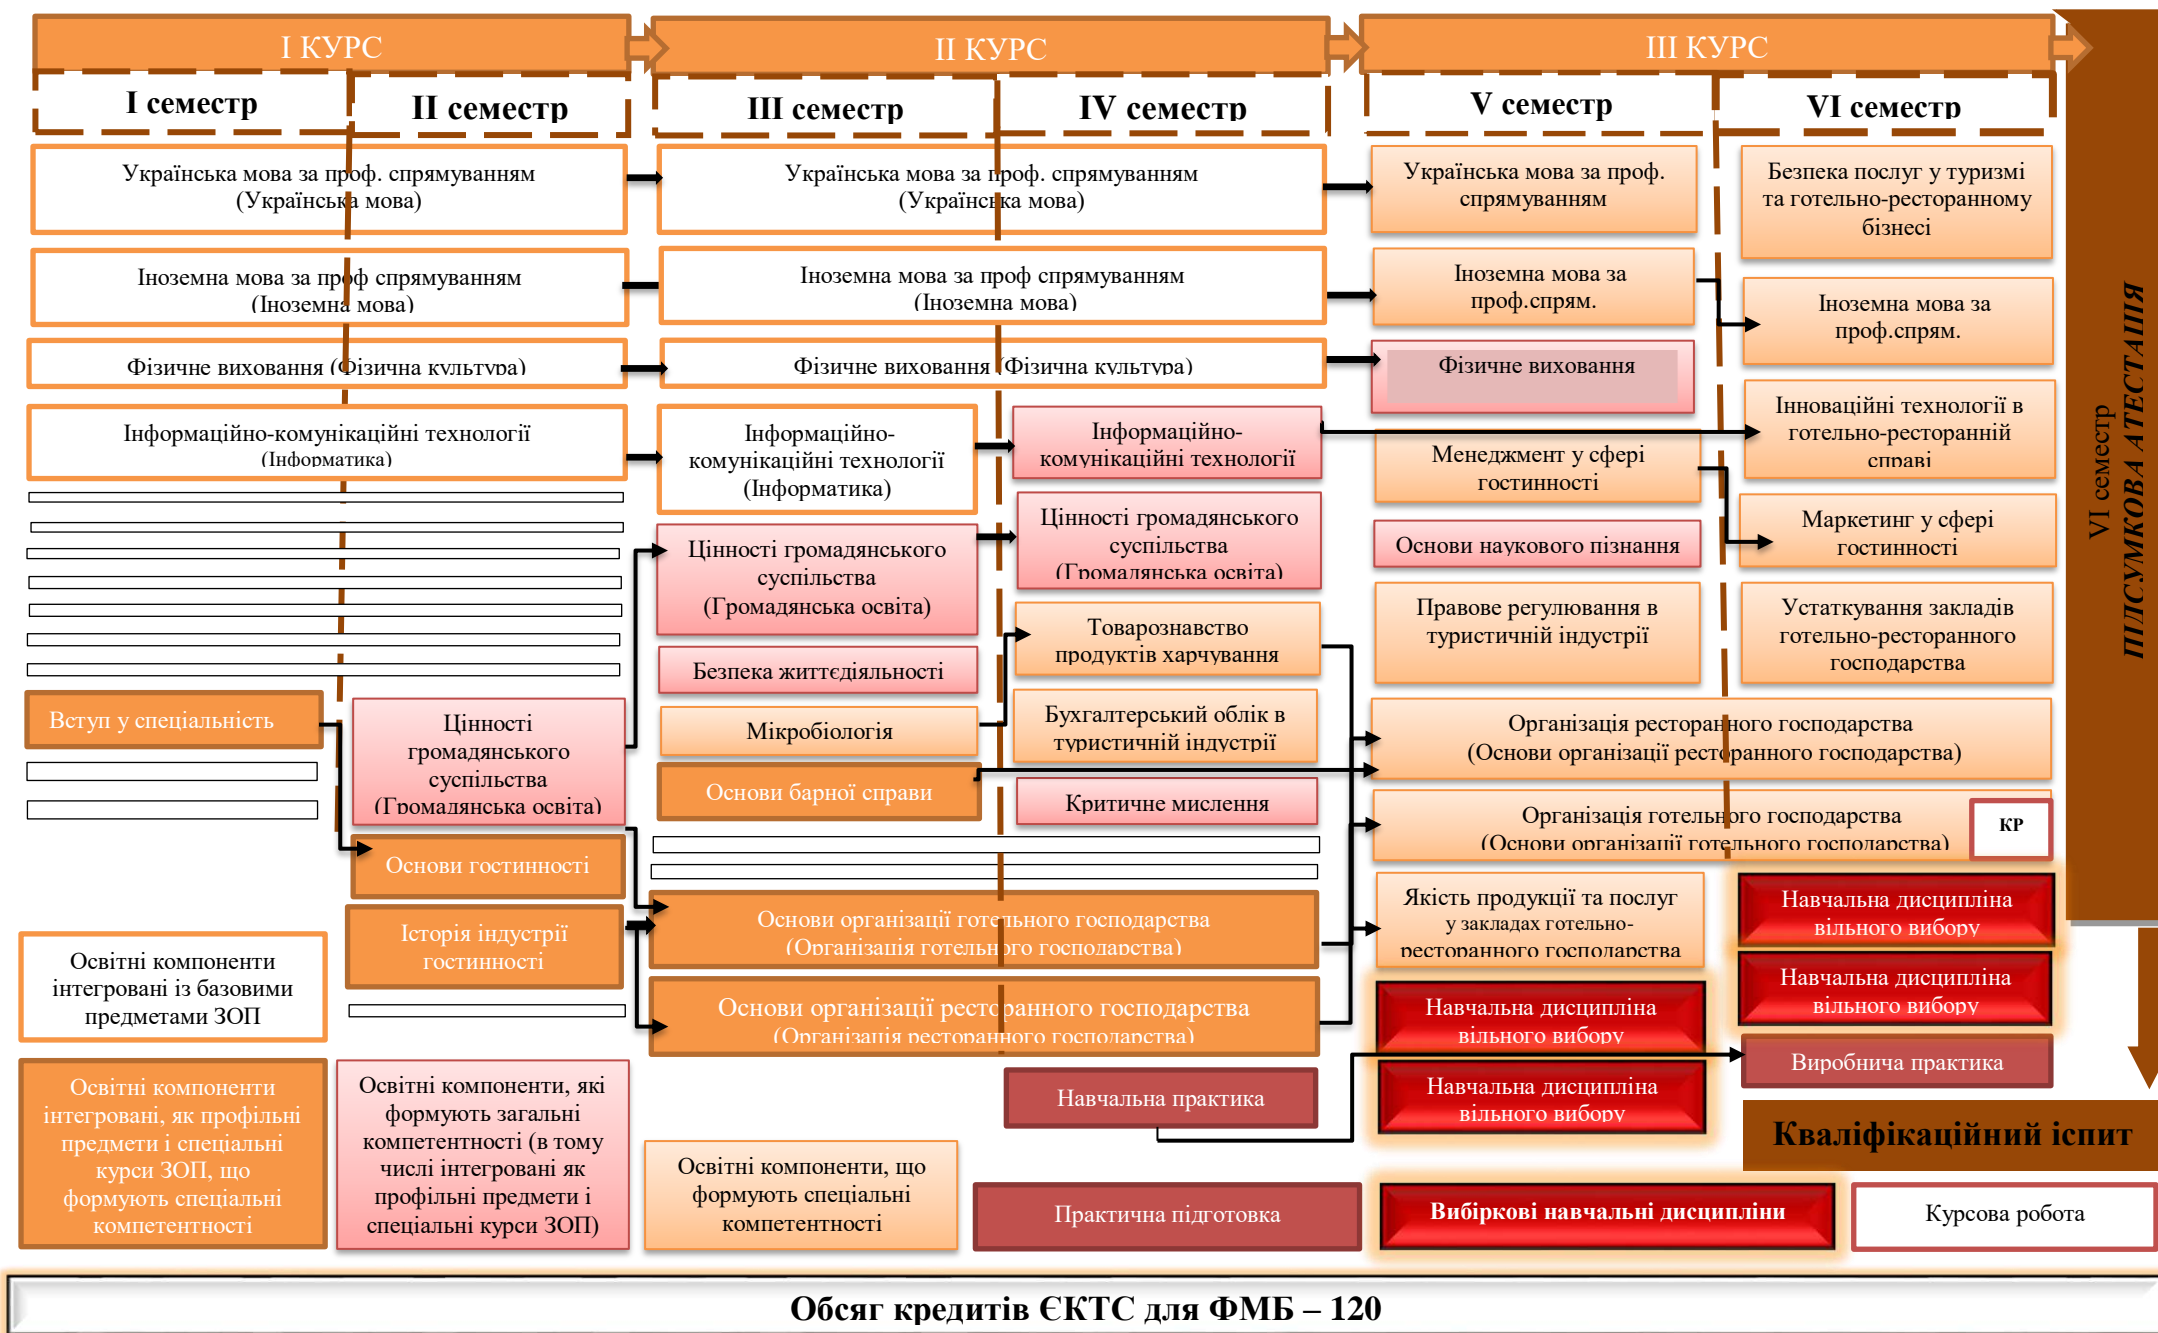 I КУРС
II КУРС
III КУРС
I семестр
II семестр
III семестр
IV семестр
V семестр
VI семестр
Українська мова за проф. спрямуванням
(Українська мова)
Українська мова за проф. спрямуванням
(Українська мова)
Українська мова за проф.
спрямуванням
Безпека послуг у туризмі
та готельно-ресторанному
бізнесі
Іноземна мова за проф спрямуванням
(Іноземна мова)
Іноземна мова за проф спрямуванням
(Іноземна мова)
Іноземна мова за
проф.спрям.
Іноземна мова за
проф.спрям.
Фізичне виховання (Фізична культура)
Фізичне виховання (Фізична культура)
Фізичне виховання
Інформаційно-комунікаційні технології
(Інформатика)
Інформаційно-
комунікаційні технології
(Інформатика)
Інформаційно-
комунікаційні технології
Менеджмент у сфері
гостинності
Інноваційні технології в
готельно-ресторанній
справі
Цінності громадянського
суспільства
(Громадянська освіта)
Цінності громадянського
суспільства
(Громадянська освіта)
Основи наукового пізнання
Маркетинг у сфері
гостинності
Безпека життєдіяльності
Товарознавство
продуктів харчування
Правове регулювання в
туристичній індустрії
Устаткування закладів
готельно-ресторанного
господарства
Вступ у спеціальність
Цінності
громадянського
суспільства
(Громадянська освіта)
Мікробіологія
Бухгалтерський облік в
туристичній індустрії
Організація ресторанного господарства
(Основи організації ресторанного господарства)
Основи барної справи
Критичне мислення
Організація готельного господарства
(Основи організації готельного господарства)
КР
Основи гостинності
Історія індустрії
гостинності
Основи організації готельного господарства
(Організація готельного господарства)
Якість продукції та послуг
у закладах готельно-
ресторанного господарства
Навчальна дисципліна
вільного вибору
Навчальна дисципліна
вільного вибору
Основи організації ресторанного господарства
(Організація ресторанного господарства)
Навчальна дисципліна
вільного вибору
Навчальна дисципліна
вільного вибору
Навчальна практика
Виробнича практика
VI семестр
ПІДСУМКОВА АТЕСТАЦІЯ
Кваліфікаційний іспит
Освітні компоненти
інтегровані із базовими
предметами ЗОП
Освітні компоненти
інтегровані, як профільні
предмети і спеціальні
курси ЗОП, що
формують спеціальні
компетентності
Освітні компоненти, які
формують загальні
компетентності (в тому
числі інтегровані як
профільні предмети і
спеціальні курси ЗОП)
Освітні компоненти, що
формують спеціальні
компетентності
Практична підготовка
Вибіркові навчальні дисципліни
Курсова робота
Обсяг кредитів ЄКТС для ФМБ – 120